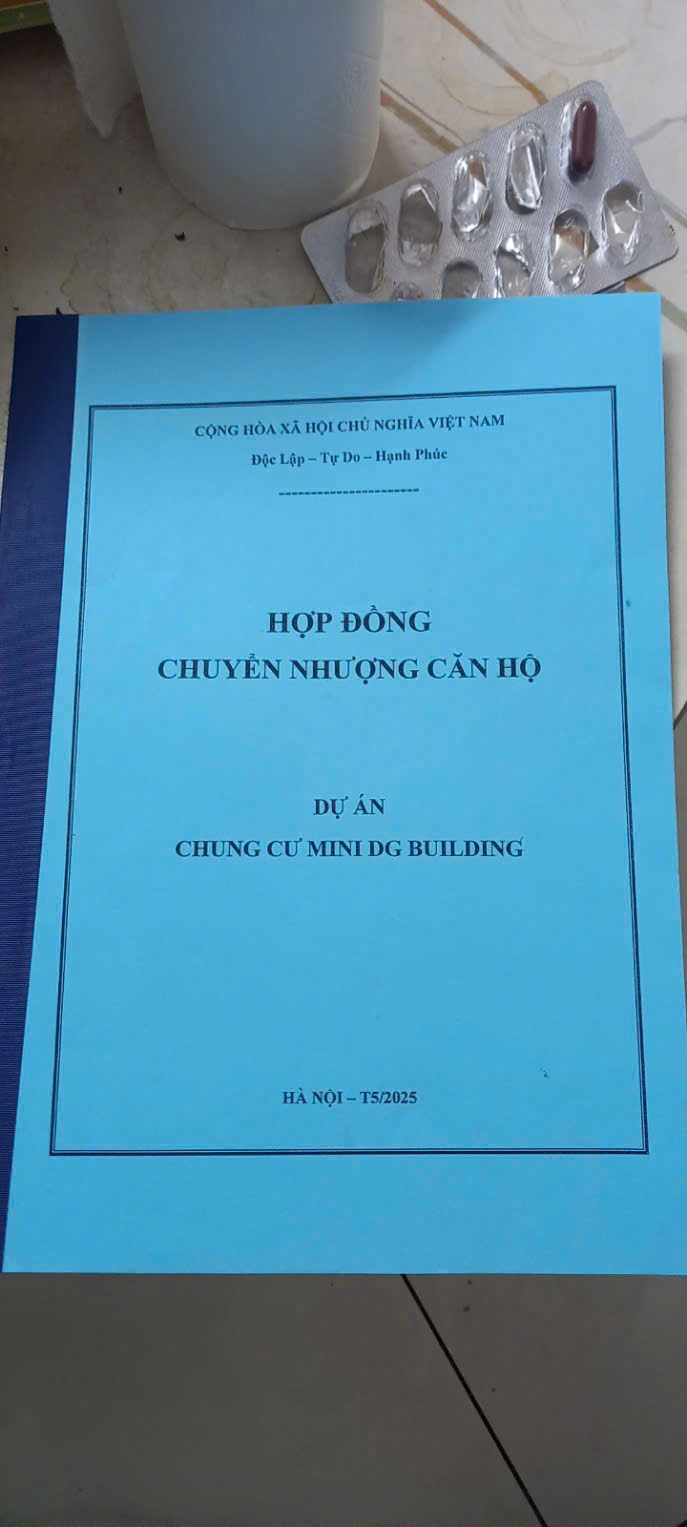 CỘNG HÒA XÃ HỘI CHỦ NGHĨA VIỆT NAM
Độc Lập – Tự Do – Hạnh Phúc
----------------------
HỢP ĐỒNG
CHUYỂN NHƯỢNG CĂN HỘ
DỰ ÁN
CHUNG CƯ MINI DG BUILDING
HÀ NỘI – T5/2025